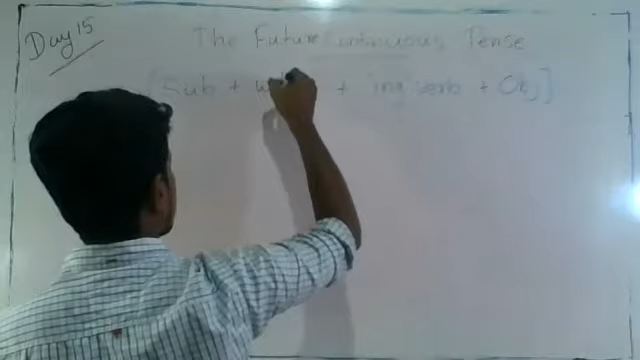 Day 15
The Future Continuous Tense
[Sub + + ing verb + Obj]